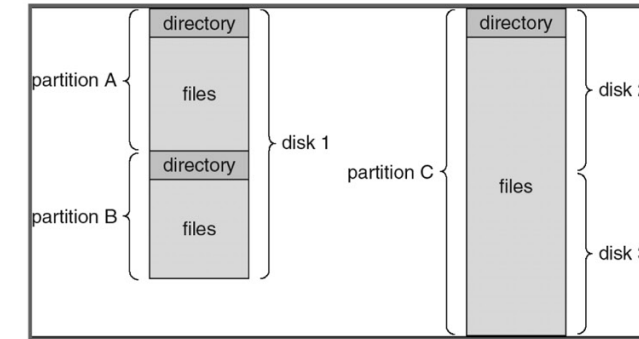 directory
partition A
files
disk 1
directory
partition B
files
directory
disk
partition C
files
disk